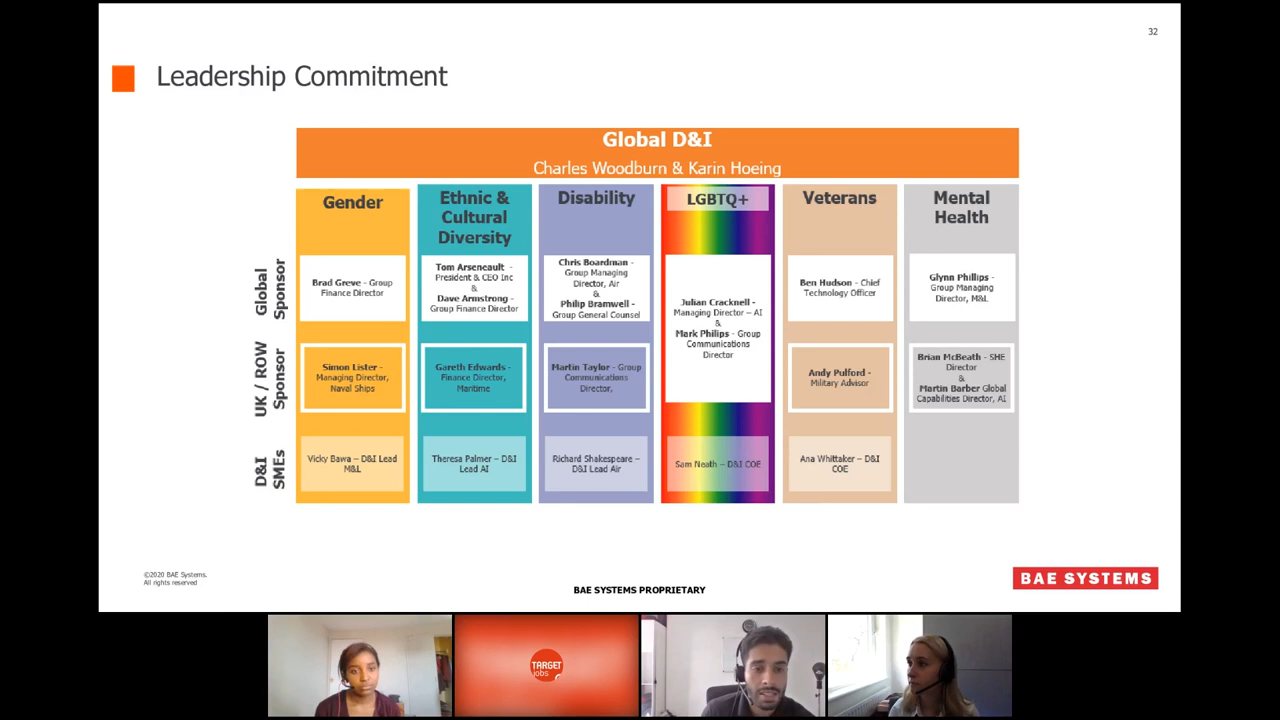 32
Leadership Commitment
Global D&I
Charles Woodburn & Karin Hoeing
Gender
Ethnic &
Cultural
Diversity
Disability
LGBTQ+
Veterans
Mental
Health
Global
Sponsor
Brad Greve - Group
Finance Director
Tom Arseneault -
President & CEO Inc
&
Dave Armstrong -
Group Finance Director
Chris Boardman -
Group Managing
Director, Air
&
Philip Bramwell -
Group General Counsel
Julian Cracknell -
Managing Director – AI
&
Mark Philips - Group
Communications
Director
Ben Hudson - Chief
Technology Officer
Glynn Phillips -
Group Managing
Director, M&L
UK / ROW
Sponsor
Simon Lister -
Managing Director,
Naval Ships
Gareth Edwards -
Finance Director,
Maritime
Martin Taylor - Group
Communications
Director,
Andy Pulford -
Military Advisor
Brian McBeath - SHE
Director
&
Martin Barber Global
Capabilities Director, AI
D&I
SMEs
Vicky Bawa – D&I Lead
M&L
Theresa Palmer – D&I
Lead AI
Richard Shakespeare –
D&I Lead Air
Sam Neath – D&I COE
Ana Whittaker – D&I
COE
©2020 BAE Systems.
All rights reserved
BAE SYSTEMS PROPRIETARY
BAE SYSTEMS
TARGET
jobs